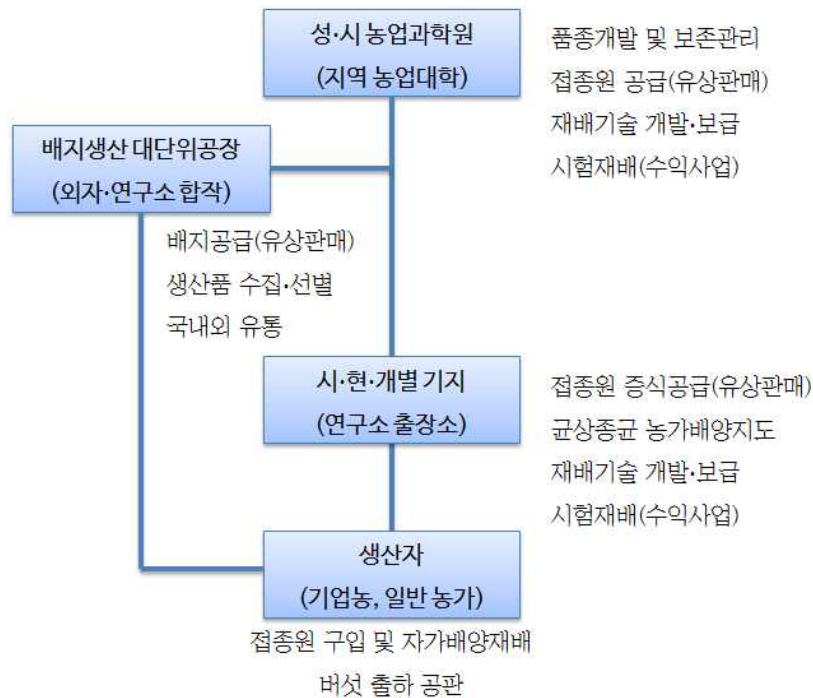 성·시 농업과학원
(지역 농업대학)
품종개발 및 보존관리
접종원 공급(유상판매)
재배기술 개발·보급
시험재배(수익사업)
배지생산 대단위공장
(외자·연구소 합작)
배지공급(유상판매)
생산품 수집·선별
국내외 유통
시·현·개별 기지
(연구소 출장소)
접종원 증식공급(유상판매)
균상종균 농가배양지도
재배기술 개발·보급
시험재배(수익사업)
생산자
(기업농, 일반 농가)
접종원 구입 및 자가배양재배
버섯 출하 공판